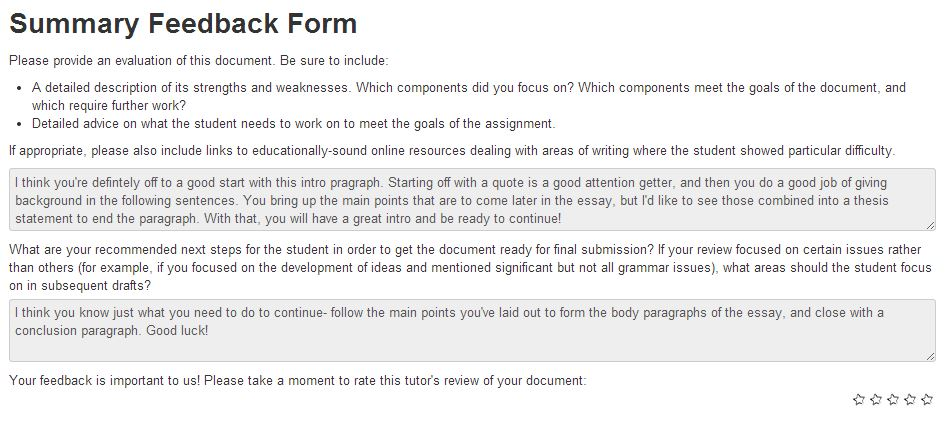 Summary Feedback Form
Please provide an evaluation of this document. Be sure to include:
• A detailed description of its strengths and weaknesses. Which components did you focus on? Which components meet the goals of the document, and
which require further work?
• Detailed advice on what the student needs to work on to meet the goals of the assignment.
If appropriate, please also include links to educationally-sound online resources dealing with areas of writing where the student showed particular difficulty.
I think you're defintely off to a good start with this intro pragraph. Starting off with a quote is a good attention getter, and then you do a good job of giving
background in the following sentences. You bring up the main points that are to come later in the essay, but I'd like to see those combined into a thesis
statement to end the paragraph. With that, you will have a great intro and be ready to continue!
What are your recommended next steps for the student in order to get the document ready for final submission? If your review focused on certain issues rather
than others (for example, if you focused on the development of ideas and mentioned significant but not all grammar issues), what areas should the student focus
on in subsequent drafts?
I think you know just what you need to do to continue- follow the main points you've laid out to form the body paragraphs of the essay, and close with a
conclusion paragraph. Good luck!
Your feedback is important to us! Please take a moment to rate this tutor's review of your document: